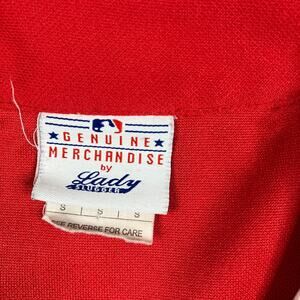 GENUINE
MERCHANDISE
by
Lady
SLUGGER
S | S | S
SEE REVERSE FOR CARE